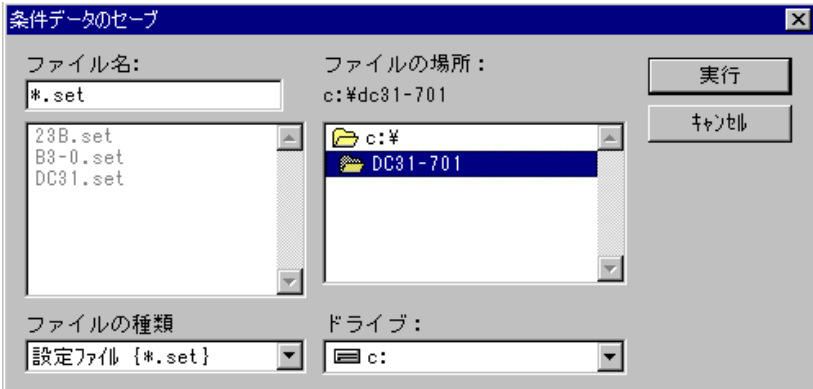 条件データのセーブ
ファイル名:
*.set
23B.set
B3-0.set
DC31.set
ファイルの種類
設定ﾌｧｲﾙ {*.set}
ファイルの場所：
c:¥dc31-701
c:¥
DC31-701
ドライブ：
c:
実行
ｷｬﾝｾﾙ